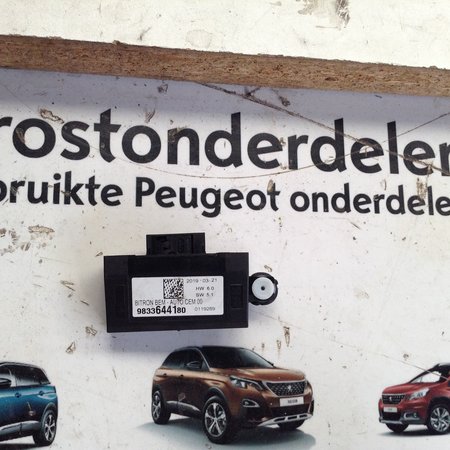 rostonderdelen
bruikte Peugeot onderdele
2019-03-21
HW 6.0
SW 5.1
BITRON BEM - AUTO CEM 00
9833644180
0119289